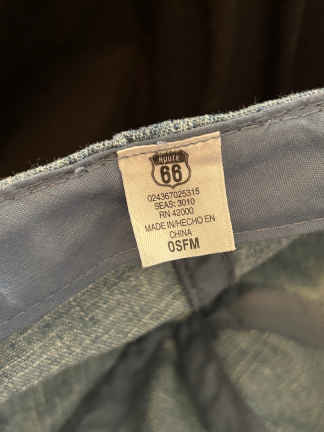 Route
66
024367025315
SEAS: 3010
RN 42000
MADE IN/HECHO EN
CHINA
OSFM